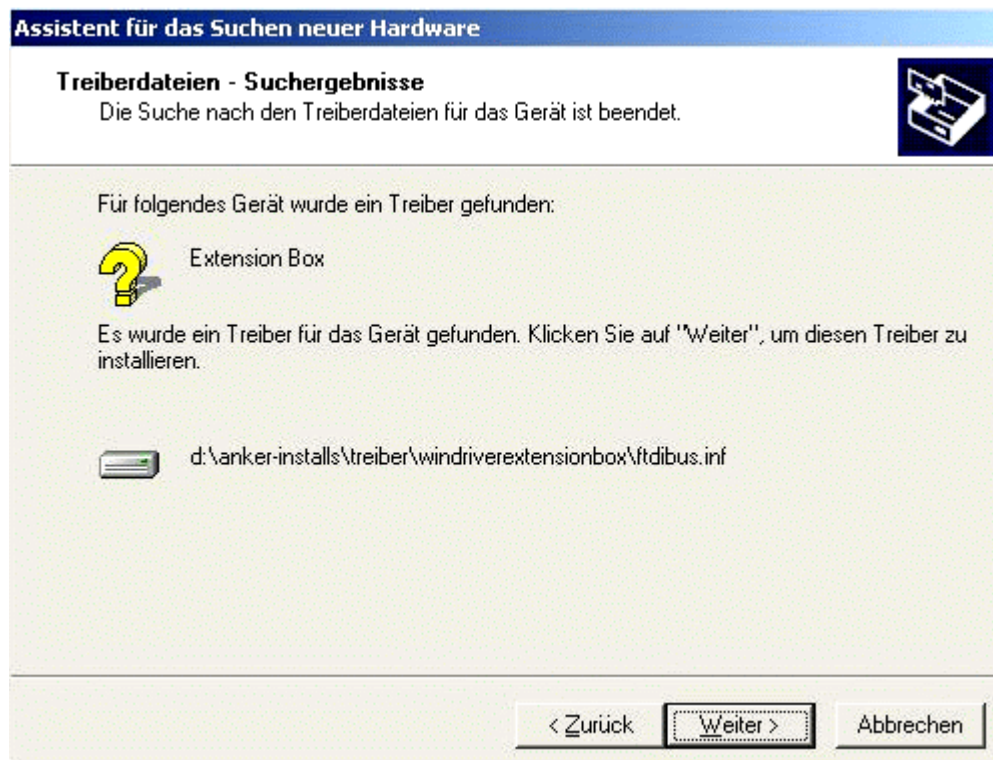 Assistent für das Suchen neuer Hardware
Treiberdateien - Suchergebnisse
Die Suche nach den Treiberdateien für das Gerät ist beendet.
Für folgendes Gerät wurde ein Treiber gefunden:
Extension Box
Es wurde ein Treiber für das Gerät gefunden. Klicken Sie auf "Weiter", um diesen Treiber zu
installieren.
d:\anker-installs\treiber\windriverextensionbox\ftdibus.inf
< Zurück Weiter > Abbrechen